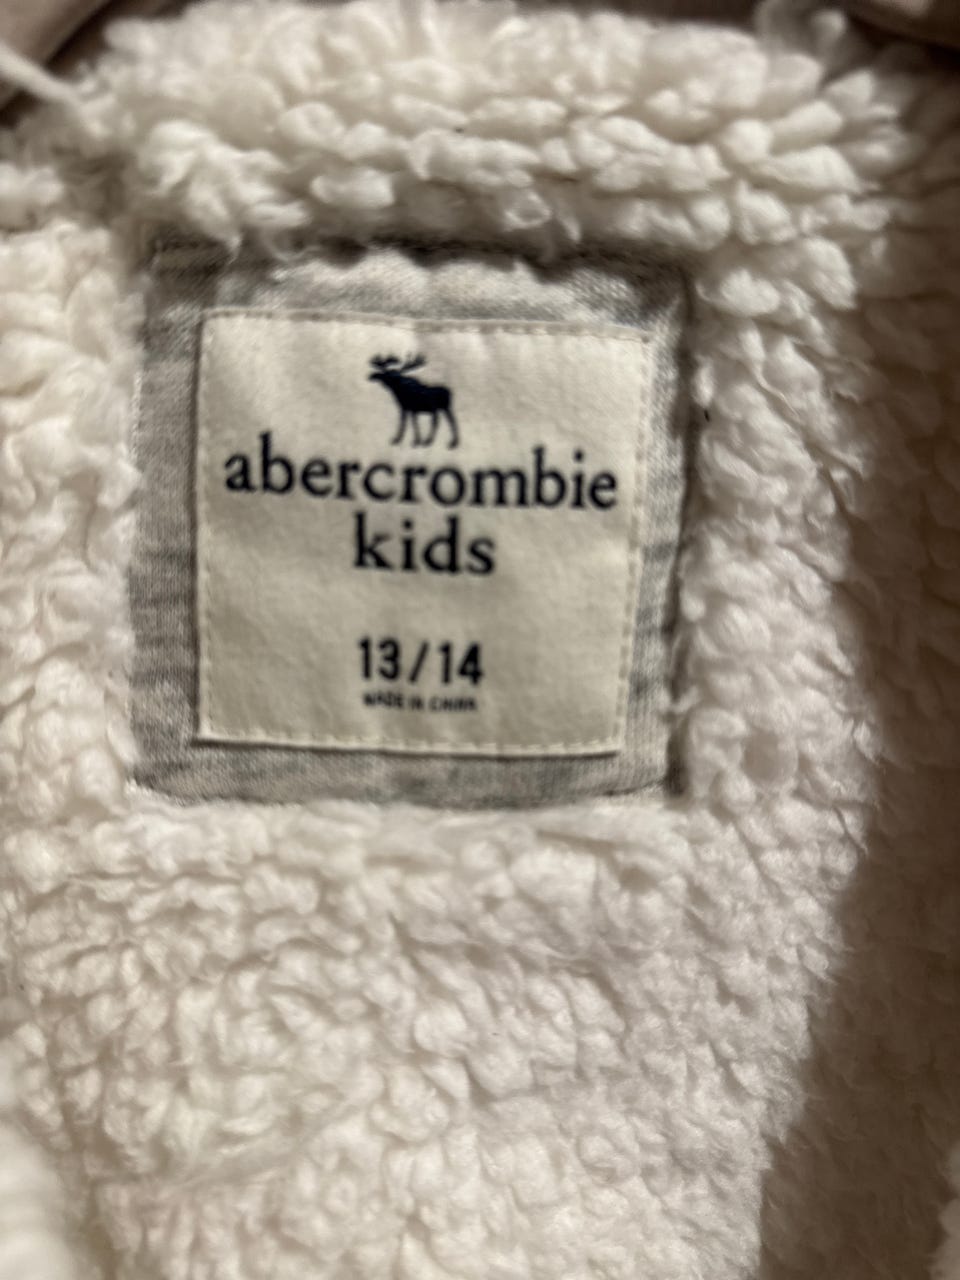 abercrombie
kids
13/14
MADE IN CHINA